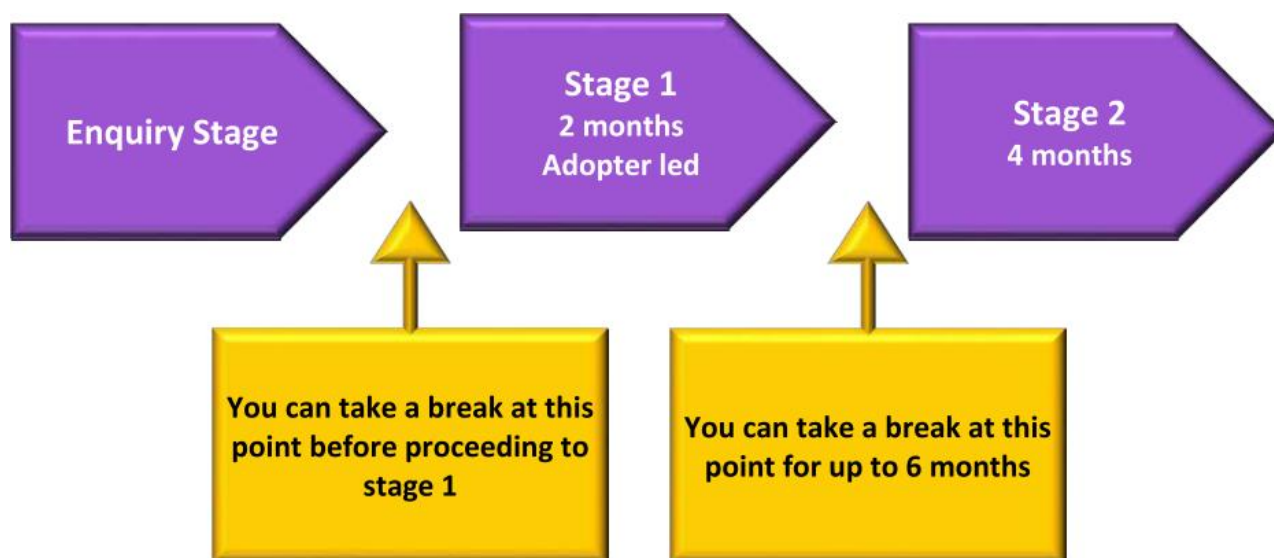 Enquiry Stage
Stage 1
2 months
Adopter led
Stage 2
4 months
You can take a break at this
point before proceeding to
stage 1
You can take a break at this
point for up to 6 months